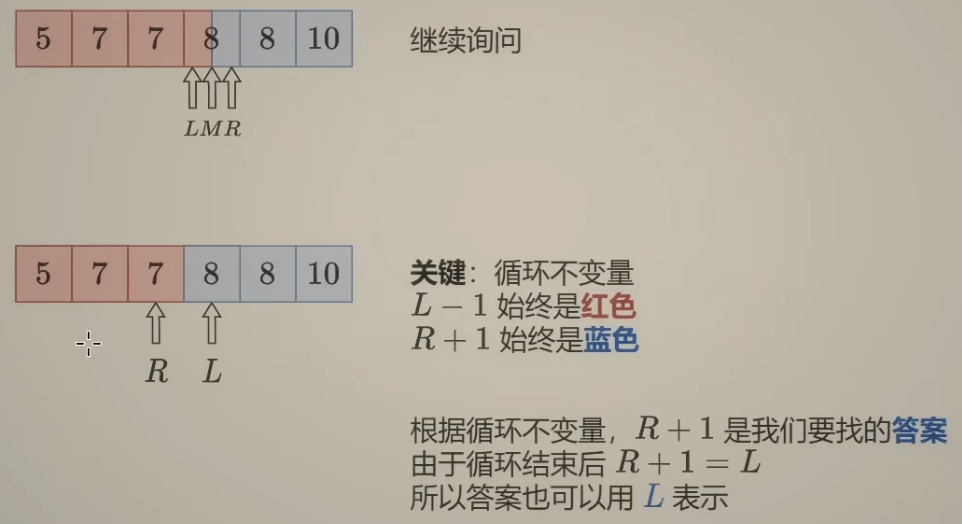 5 7 7 8 8 10
继续询问
L M R
5 7 7 8 8 10
R L
关键：循环不变量
L − 1 始终是红色
R + 1 始终是蓝色
根据循环不变量，R + 1 是我们要找的答案
由于循环结束后 R + 1 = L
所以答案也可以用 L 表示